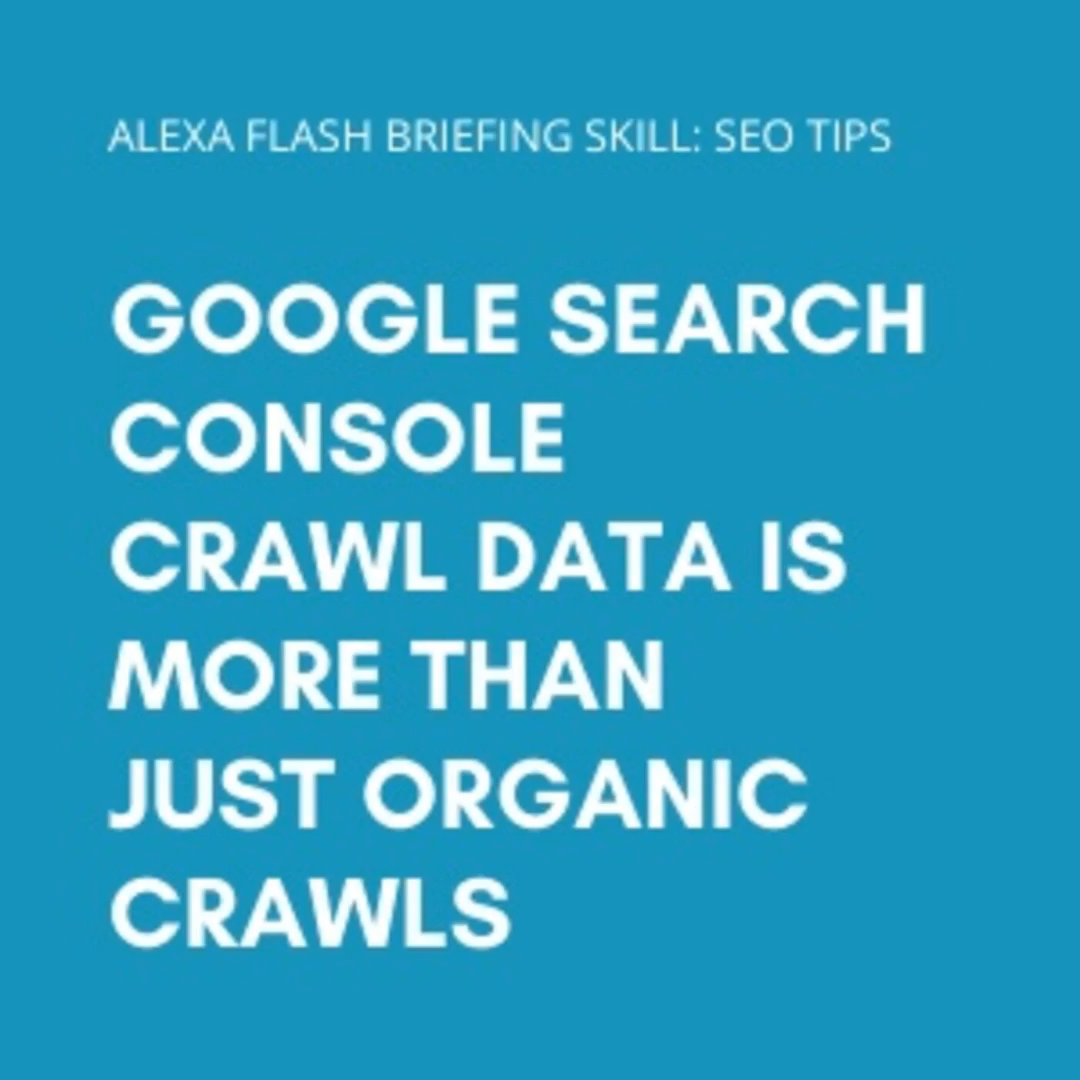 ALEXA FLASH BRIEFING SKILL: SEO TIPS
GOOGLE SEARCH
CONSOLE
CRAWL DATA IS
MORE THAN
JUST ORGANIC
CRAWLS